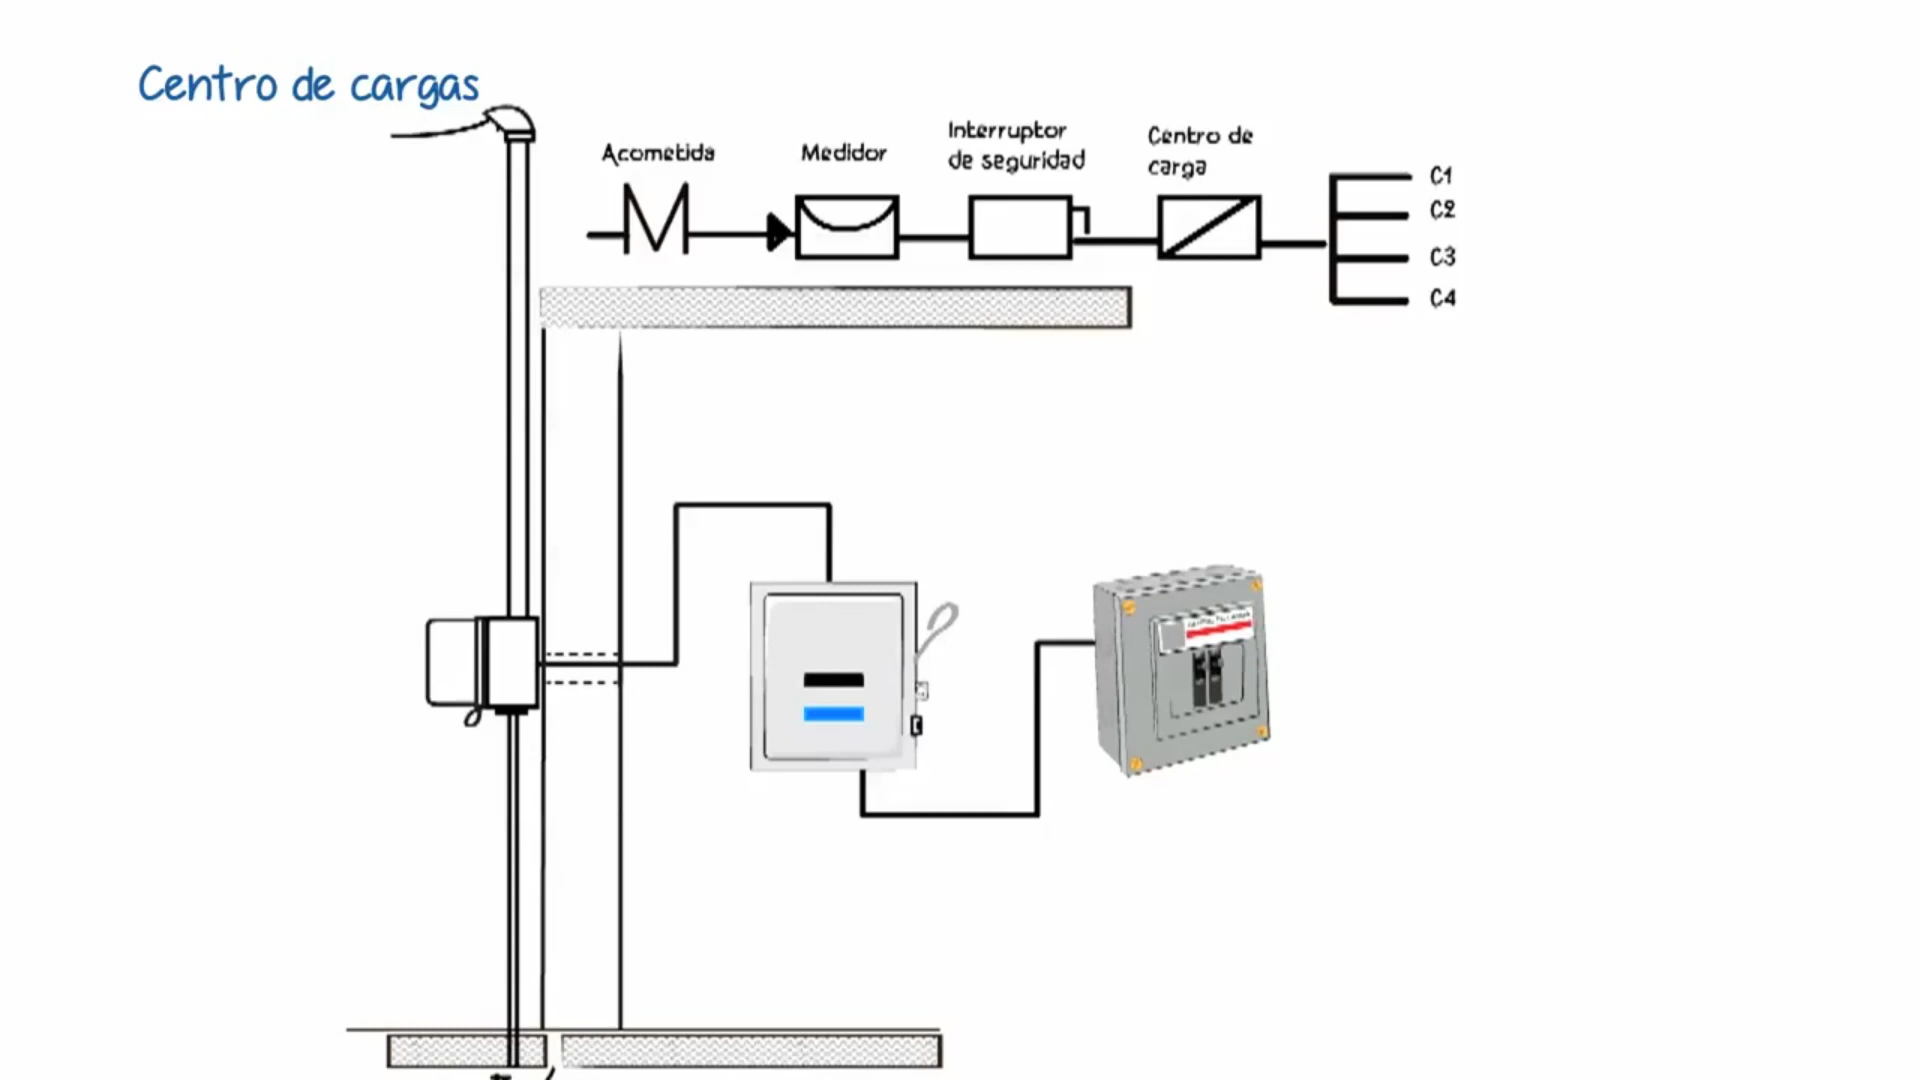 Centro de cargas
Acometida
Medidor
Interruptor
de seguridad
Centro de
carga
C1
C2
C3
C4